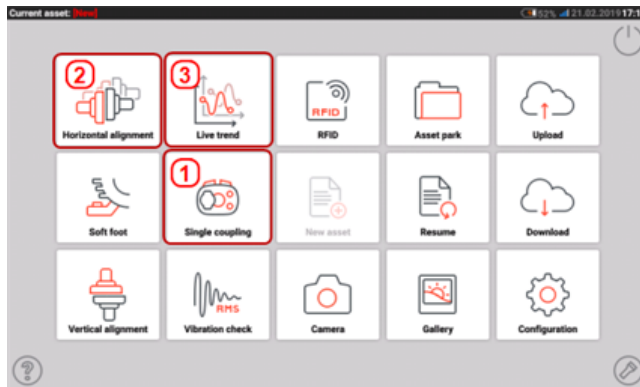 Current asset: [New]
52% 21.02.2019 17:1
2
3
Horizontal alignment
Live trend
RFID
RFID
Asset park
Upload
1
Soft foot
Single coupling
New asset
Resume
Download
Vertical alignment
RMS
Vibration check
Camera
Gallery
Configuration
?